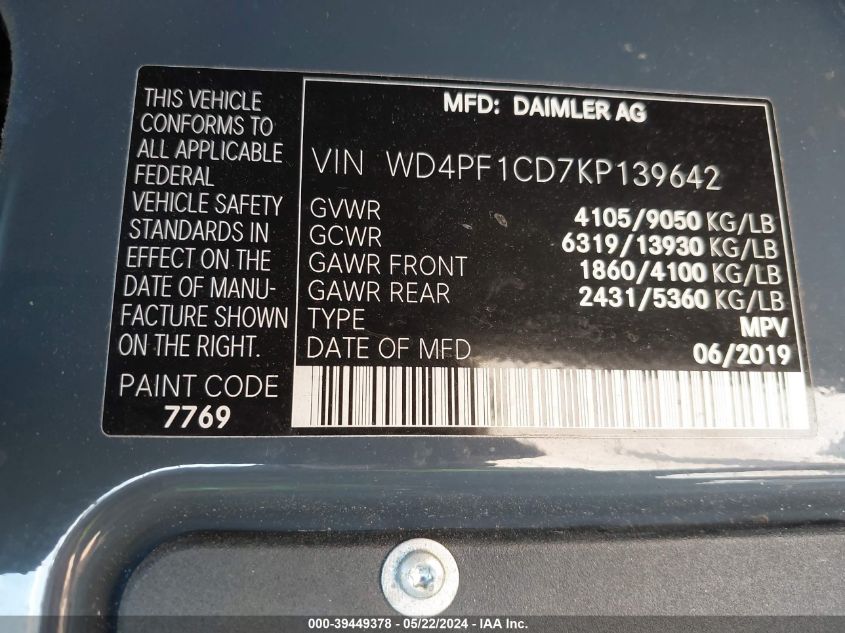 THIS VEHICLE
CONFORMS TO
ALL APPLICABLE
FEDERAL
VEHICLE SAFETY
STANDARDS IN
EFFECT ON THE
DATE OF MANU-
FACTURE SHOWN
ON THE RIGHT.
PAINT CODE
7769
MFD: DAIMLER AG
VIN WD4PF1CD7KP139642
GVWR 4105/9050 KG/LB
GCWR 6319/13930 KG/LB
GAWR FRONT 1860/4100 KG/LB
GAWR REAR 2431/5360 KG/LB
TYPE MPV
DATE OF MFD 06/2019
000-39449378 - 05/22/2024 - IAA Inc.